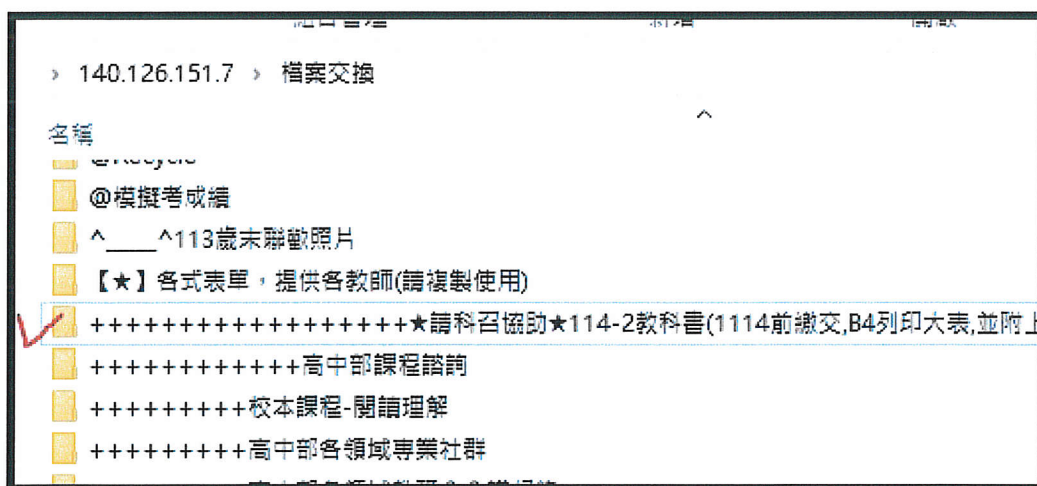 › 140.126.151.7 › 檔案交換
名稱
@Recycle
@模擬考成績
^____^113歲末聯歡照片
【★】各式表單，提供各教師(請複製使用)
++++++++++++++++++★請科召協助★114-2教科書(1114前繳交,B4列印大表,並附上
++++++++++++高中部課程諮詢
+++++++++校本課程-閱讀理解
+++++++++高中部各領域專業社群